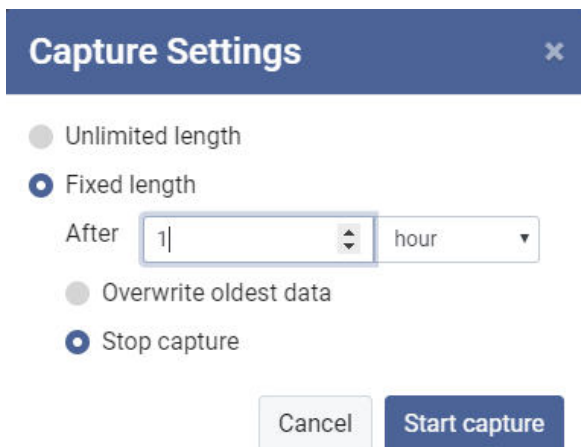 Capture Settings ×
Unlimited length
Fixed length
After 1 hour
Overwrite oldest data
Stop capture
Cancel Start capture